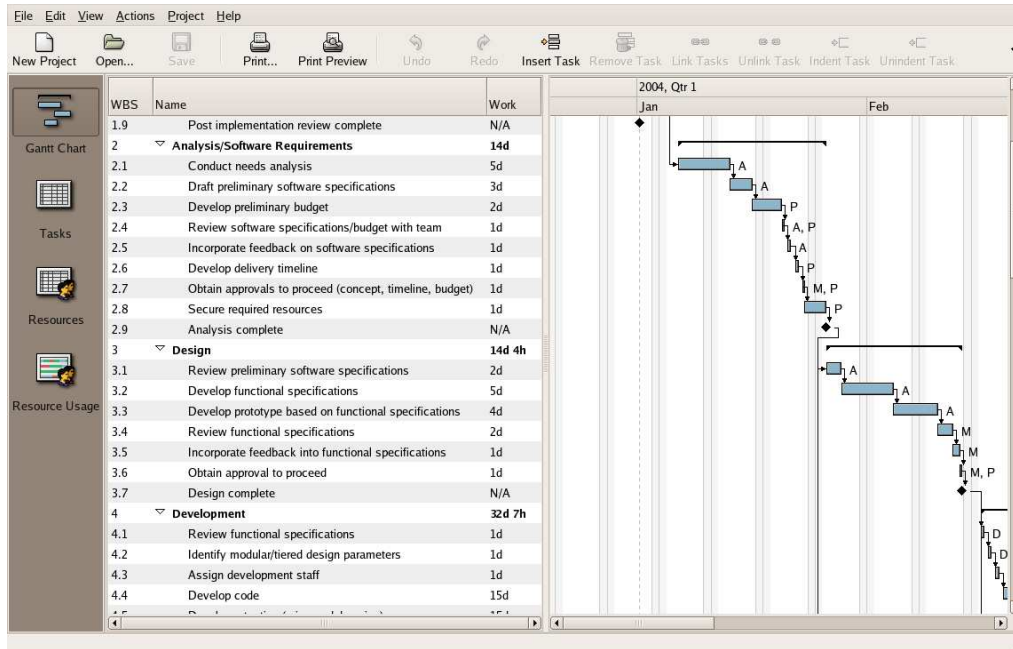 File Edit View Actions Project Help
New Project Open... Save Print... Print Preview Undo Redo Insert Task Remove Task Link Tasks Unlink Task Indent Task Unindent Task
Gantt Chart
Tasks
Resources
Resource Usage
WBS Name Work
1.9 Post implementation review complete N/A
2 Analysis/Software Requirements 14d
2.1 Conduct needs analysis 5d
2.2 Draft preliminary software specifications 3d
2.3 Develop preliminary budget 2d
2.4 Review software specifications/budget with team 1d
2.5 Incorporate feedback on software specifications 1d
2.6 Develop delivery timeline 1d
2.7 Obtain approvals to proceed (concept, timeline, budget) 1d
2.8 Secure required resources 1d
2.9 Analysis complete N/A
3 Design 14d 4h
3.1 Review preliminary software specifications 2d
3.2 Develop functional specifications 5d
3.3 Develop prototype based on functional specifications 4d
3.4 Review functional specifications 2d
3.5 Incorporate feedback into functional specifications 1d
3.6 Obtain approval to proceed 1d
3.7 Design complete N/A
4 Development 32d 7h
4.1 Review functional specifications 1d
4.2 Identify modular/tiered design parameters 1d
4.3 Assign development staff 1d
4.4 Develop code 15d
2004, Qtr 1
Jan Feb
A
A
P
A, P
A
P
M, P
P
A
A
A
M
M
M, P
D
D